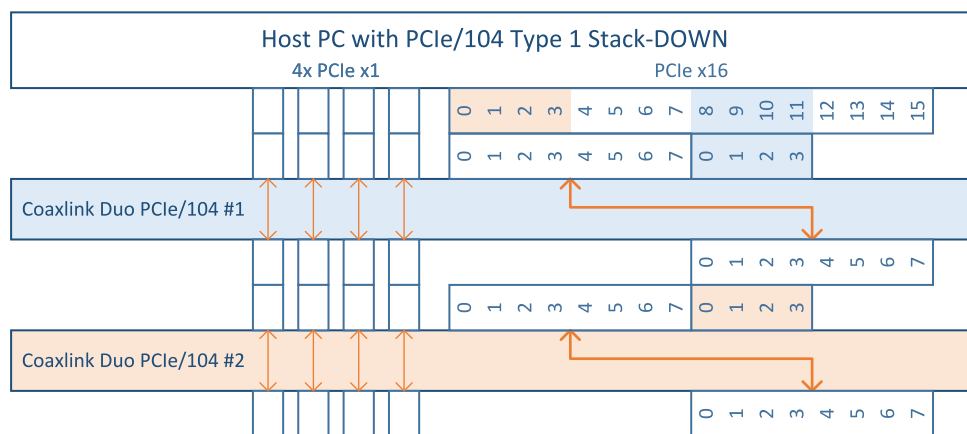 Host PC with PCIe/104 Type 1 Stack-DOWN
4x PCIe x1 PCIe x16
0 1 2 3 4 5 6 7 8 9 10 11 12 13 14 15
0 1 2 3 4 5 6 7 0 1 2 3
Coaxlink Duo PCIe/104 #1
0 1 2 3 4 5 6 7
0 1 2 3 4 5 6 7 0 1 2 3
Coaxlink Duo PCIe/104 #2
0 1 2 3 4 5 6 7